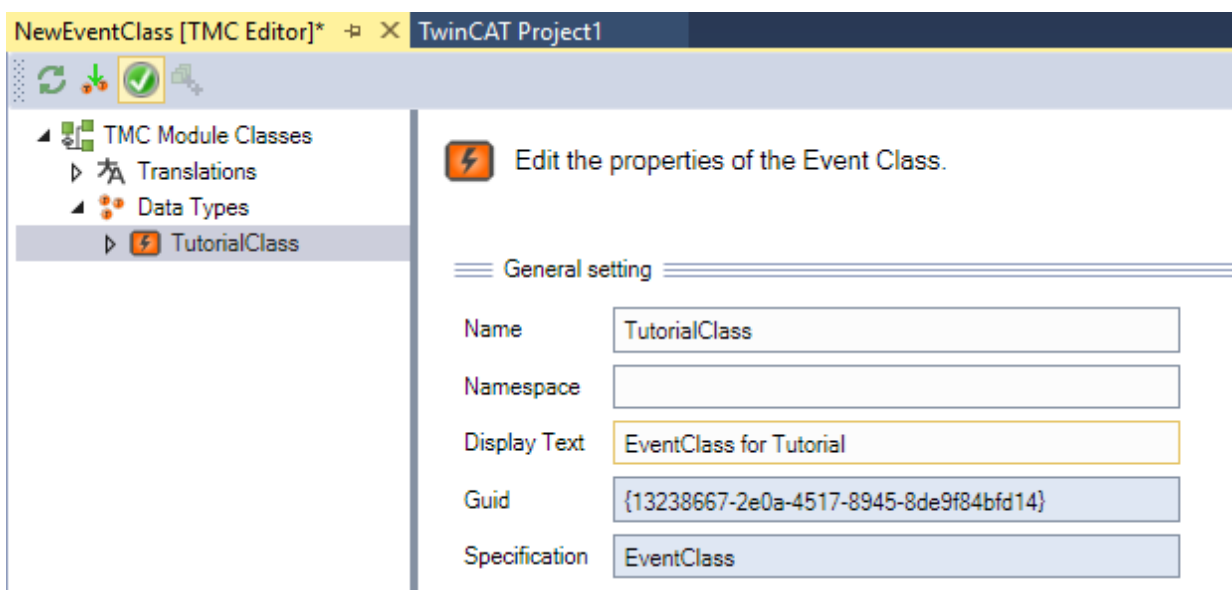 NewEventClass [TMC Editor]* TwinCAT Project1
TMC Module Classes
Translations
Data Types
TutorialClass
Edit the properties of the Event Class.
General setting
Name TutorialClass
Namespace
Display Text EventClass for Tutorial
Guid {13238667-2e0a-4517-8945-8de9f84bfd14}
Specification EventClass